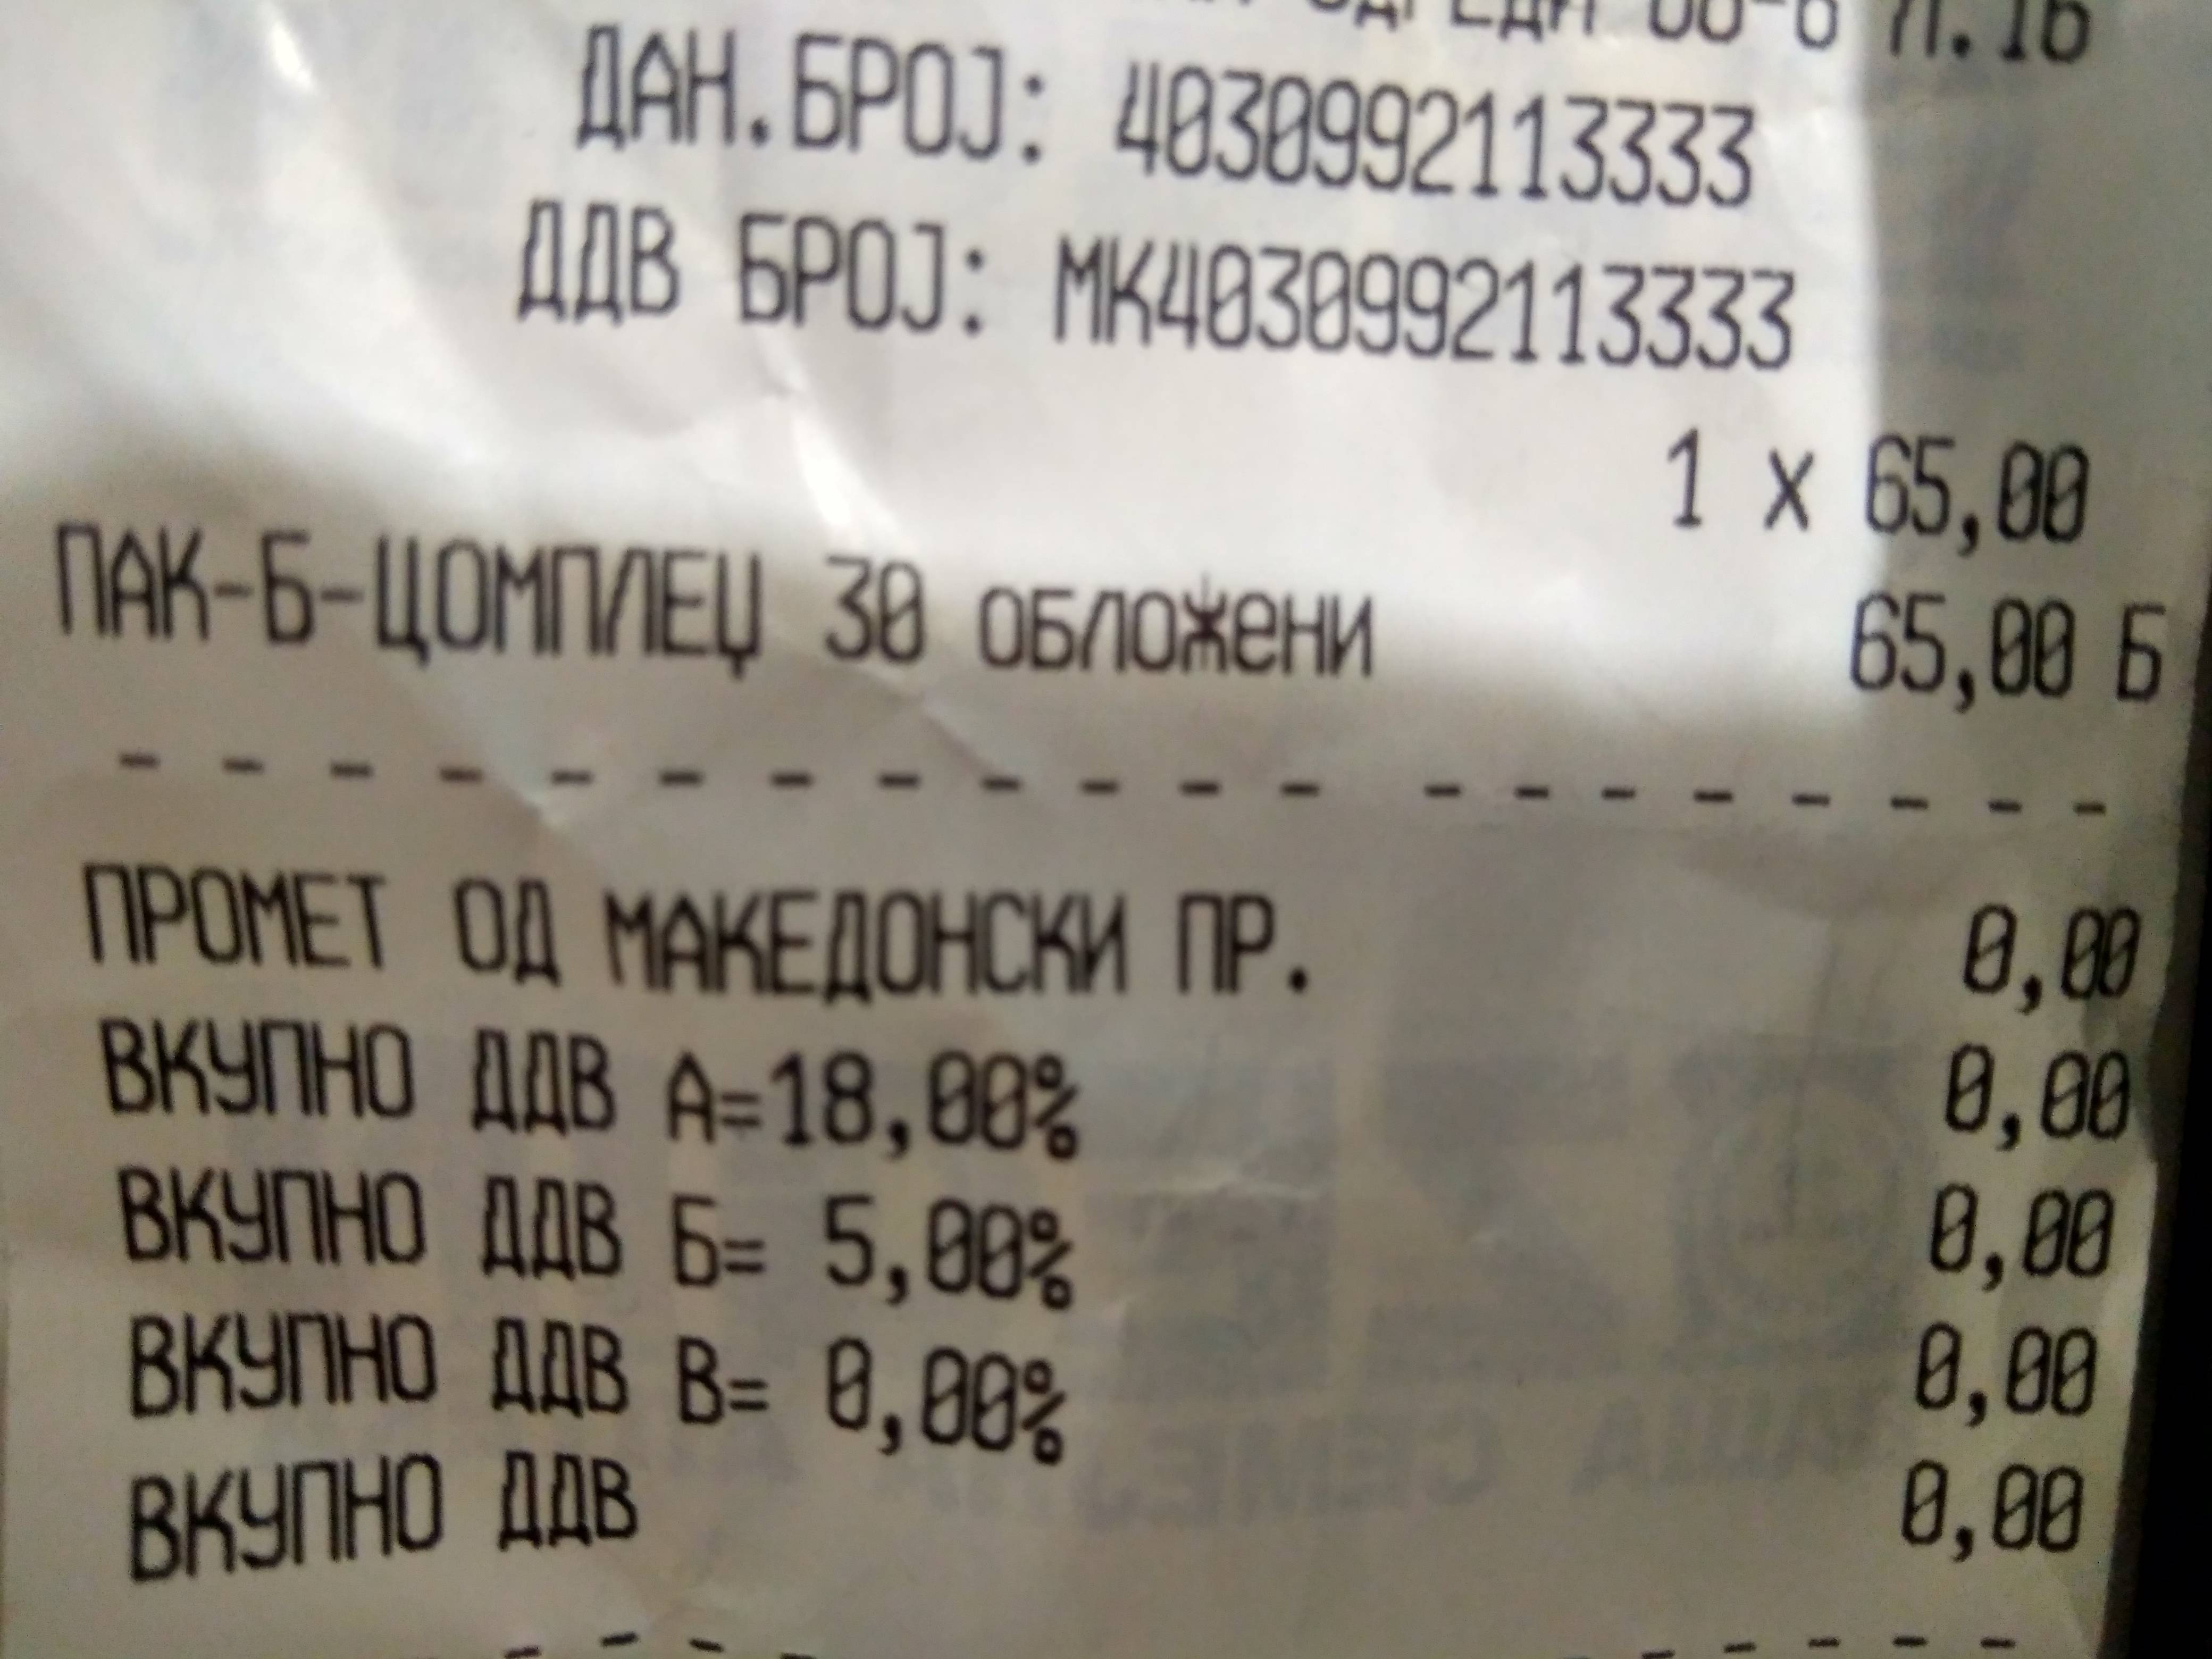 ДАН.БРОЈ: 4030992113333
ДДВ БРОЈ: МК4030992113333
1 x 65,00
ПАК-Б-ЦОМПЛЕЏ 30 ОБЛОЖЕНИ 65,00 Б
- - - - - - - - - - - - - - - - - - -
ПРОМЕТ ОД МАКЕДОНСКИ ПР. 0,00
ВКУПНО ДДВ А=18,00% 0,00
ВКУПНО ДДВ Б= 5,00% 0,00
ВКУПНО ДДВ В= 0,00% 0,00
ВКУПНО ДДВ 0,00